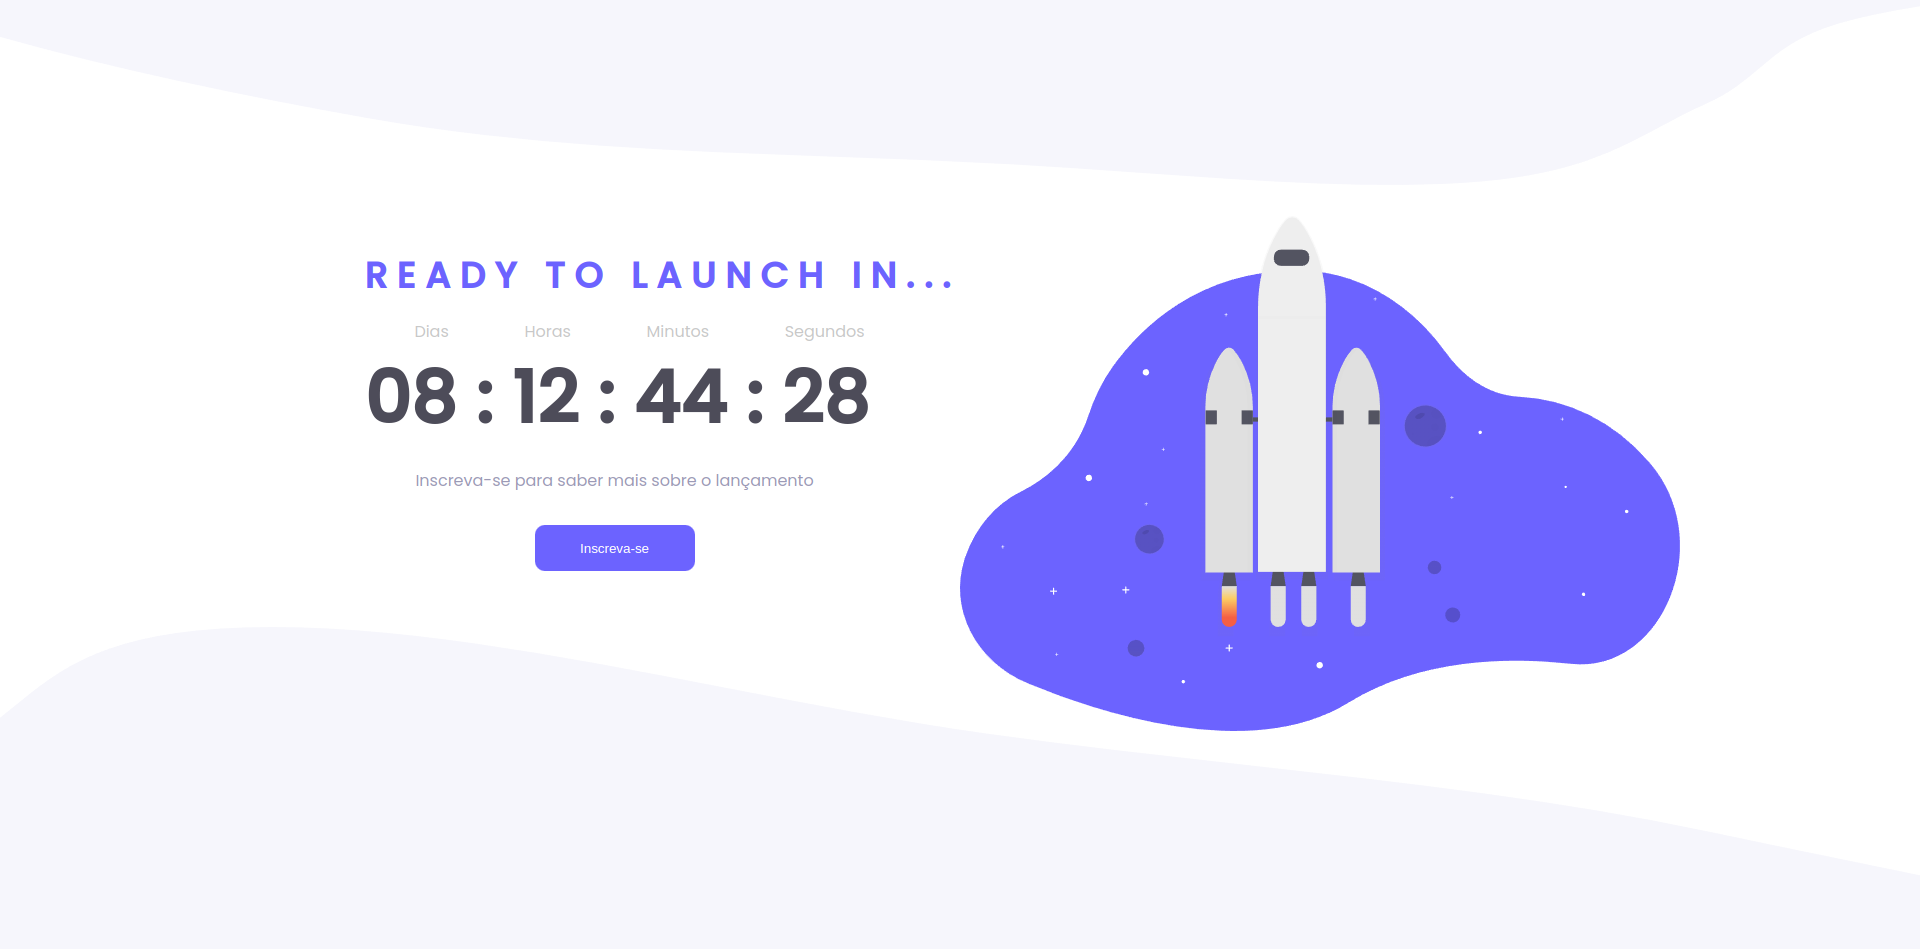 READY TO LAUNCH IN...
Dias Horas Minutos Segundos
08 : 12 : 44 : 28
Inscreva-se para saber mais sobre o lançamento
Inscreva-se